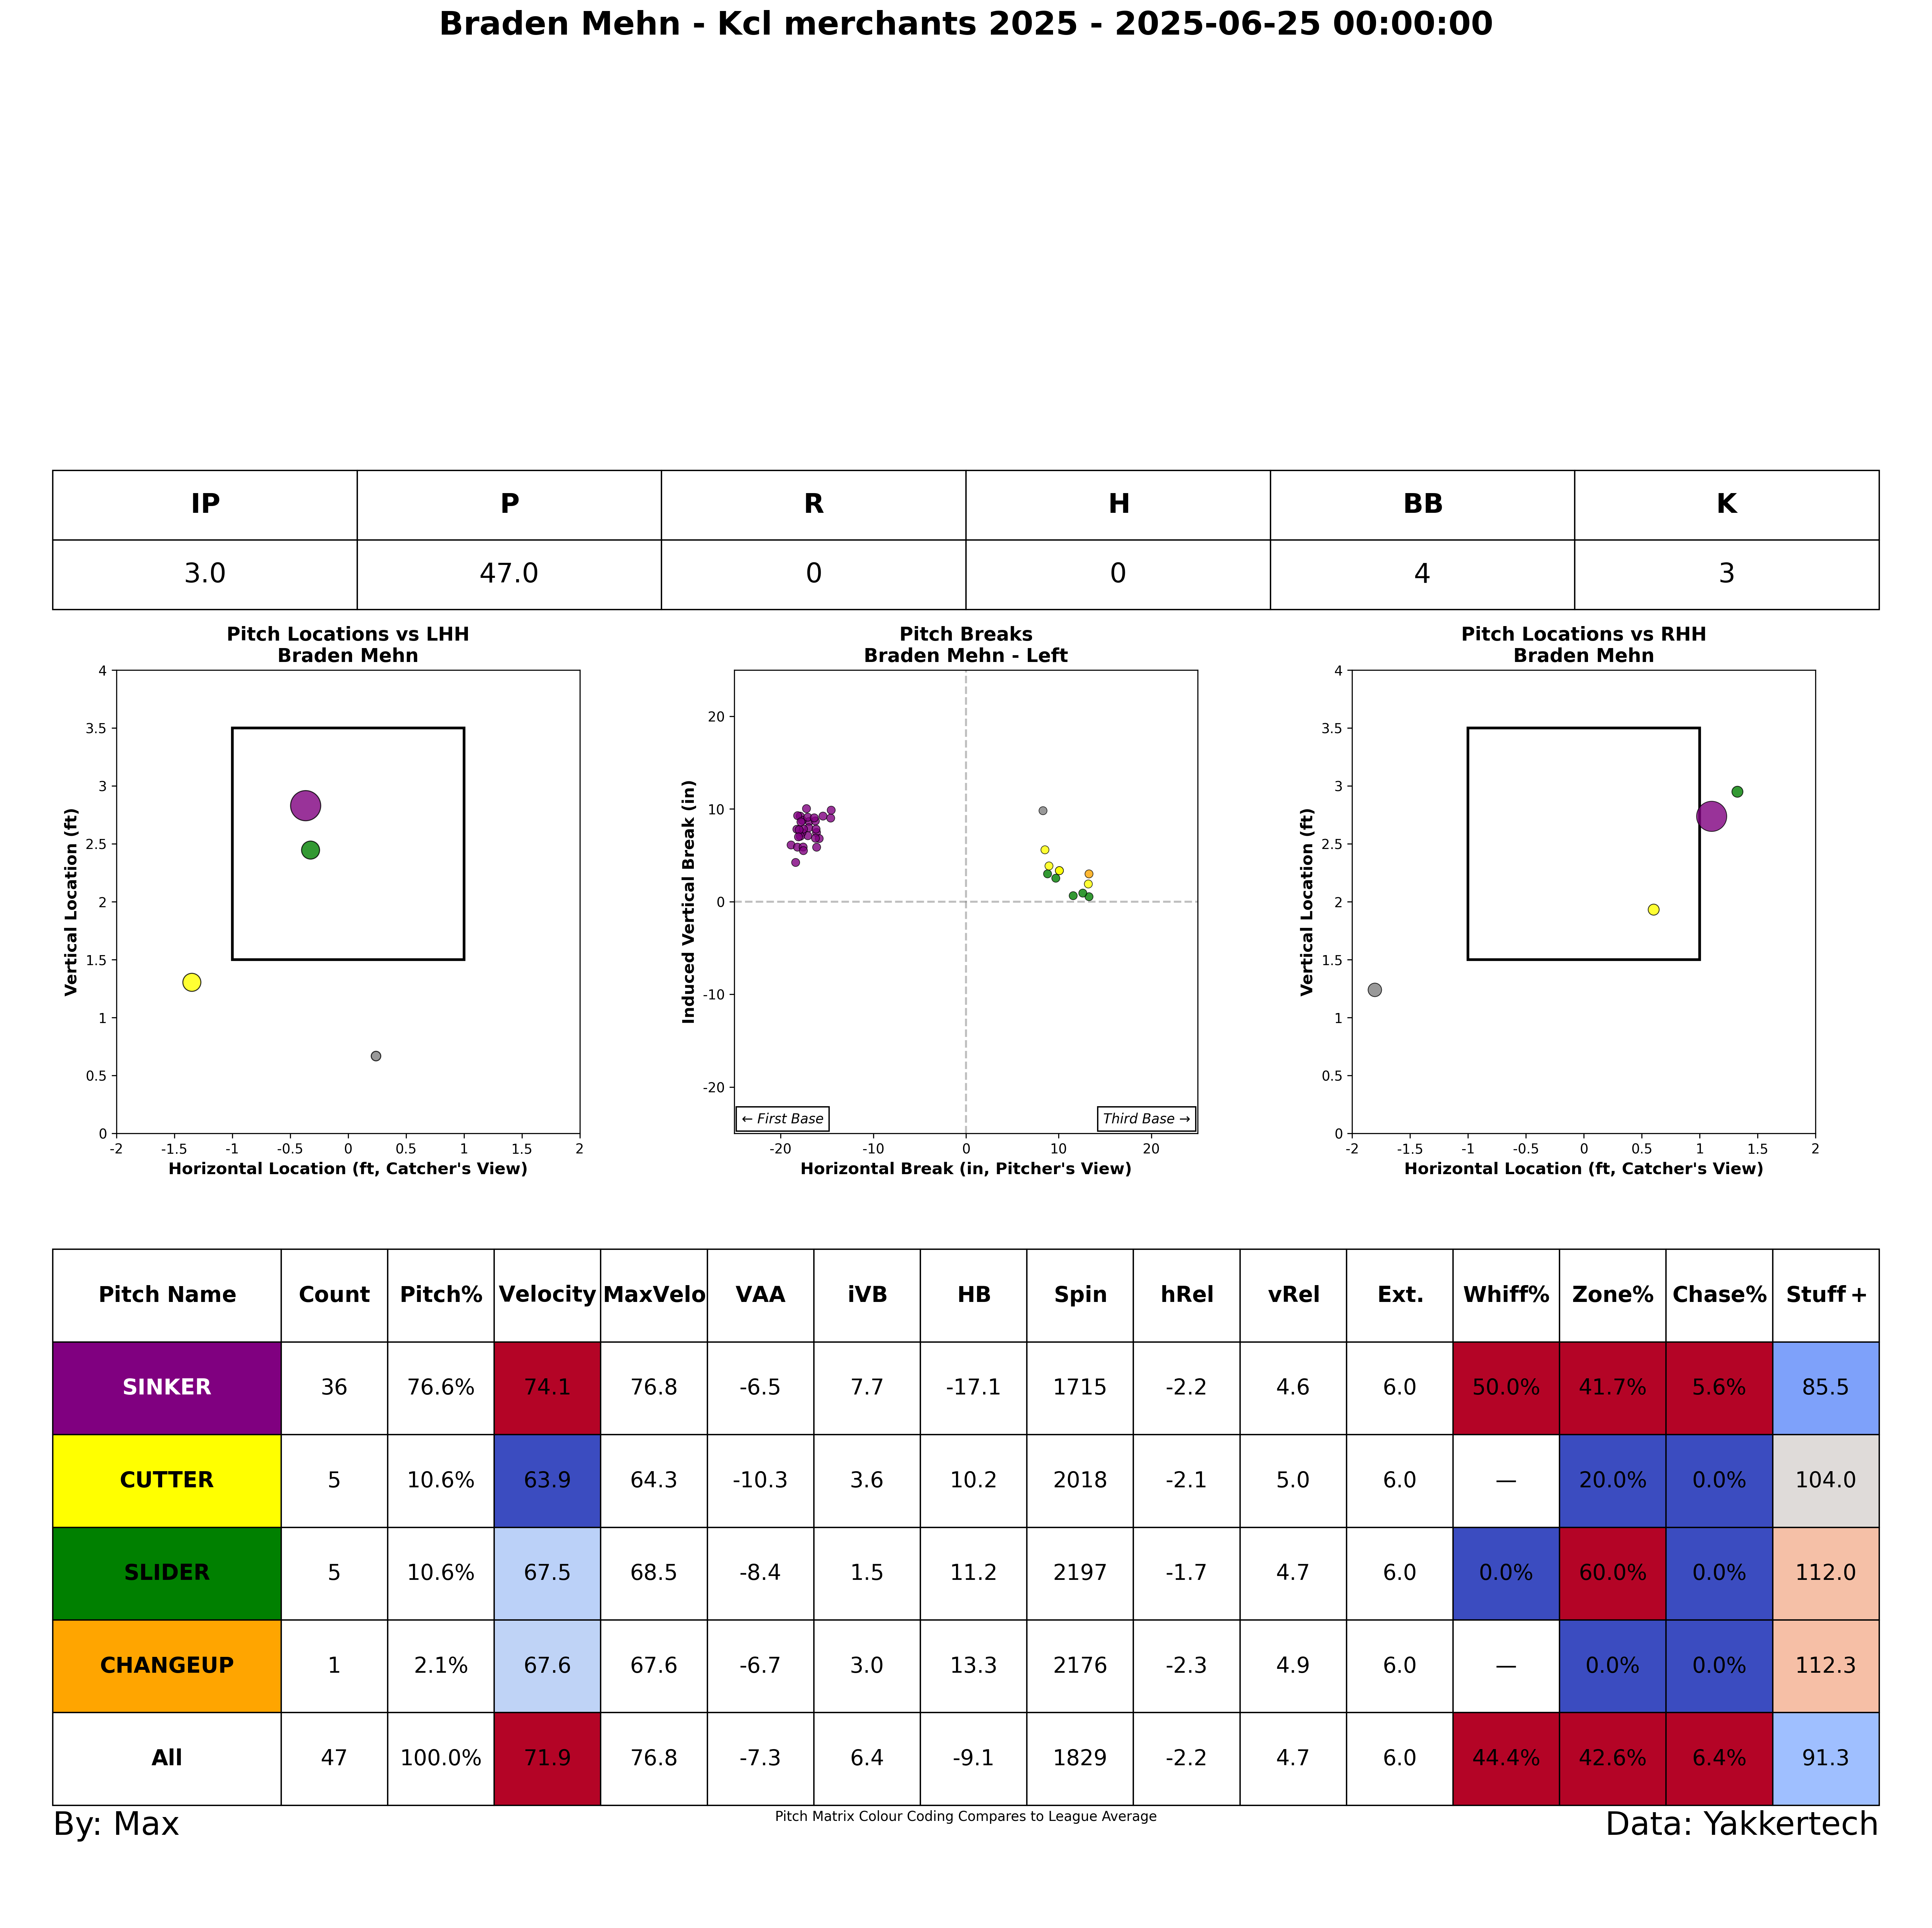 Braden Mehn - Kcl merchants 2025 - 2025-06-25 00:00:00
IP P R H BB K
3.0 47.0 0 0 4 3
Pitch Locations vs LHH
Braden Mehn
4
3.5
3
2.5
2
1.5
1
0.5
0
-2 -1.5 -1 -0.5 0 0.5 1 1.5 2
Vertical Location (ft)
Horizontal Location (ft, Catcher's View)
Pitch Breaks
Braden Mehn - Left
20
10
0
-10
-20
← First Base Third Base →
-20 -10 0 10 20
Induced Vertical Break (in)
Horizontal Break (in, Pitcher's View)
Pitch Locations vs RHH
Braden Mehn
4
3.5
3
2.5
2
1.5
1
0.5
0
-2 -1.5 -1 -0.5 0 0.5 1 1.5 2
Vertical Location (ft)
Horizontal Location (ft, Catcher's View)
Pitch Name Count Pitch% Velocity MaxVelo VAA iVB HB Spin hRel vRel Ext. Whiff% Zone% Chase% Stuff+
SINKER 36 76.6% 74.1 76.8 -6.5 7.7 -17.1 1715 -2.2 4.6 6.0 50.0% 41.7% 5.6% 85.5
CUTTER 5 10.6% 63.9 64.3 -10.3 3.6 10.2 2018 -2.1 5.0 6.0 — 20.0% 0.0% 104.0
SLIDER 5 10.6% 67.5 68.5 -8.4 1.5 11.2 2197 -1.7 4.7 6.0 0.0% 60.0% 0.0% 112.0
CHANGEUP 1 2.1% 67.6 67.6 -6.7 3.0 13.3 2176 -2.3 4.9 6.0 — 0.0% 0.0% 112.3
All 47 100.0% 71.9 76.8 -7.3 6.4 -9.1 1829 -2.2 4.7 6.0 44.4% 42.6% 6.4% 91.3
By: Max
Pitch Matrix Colour Coding Compares to League Average
Data: Yakkertech